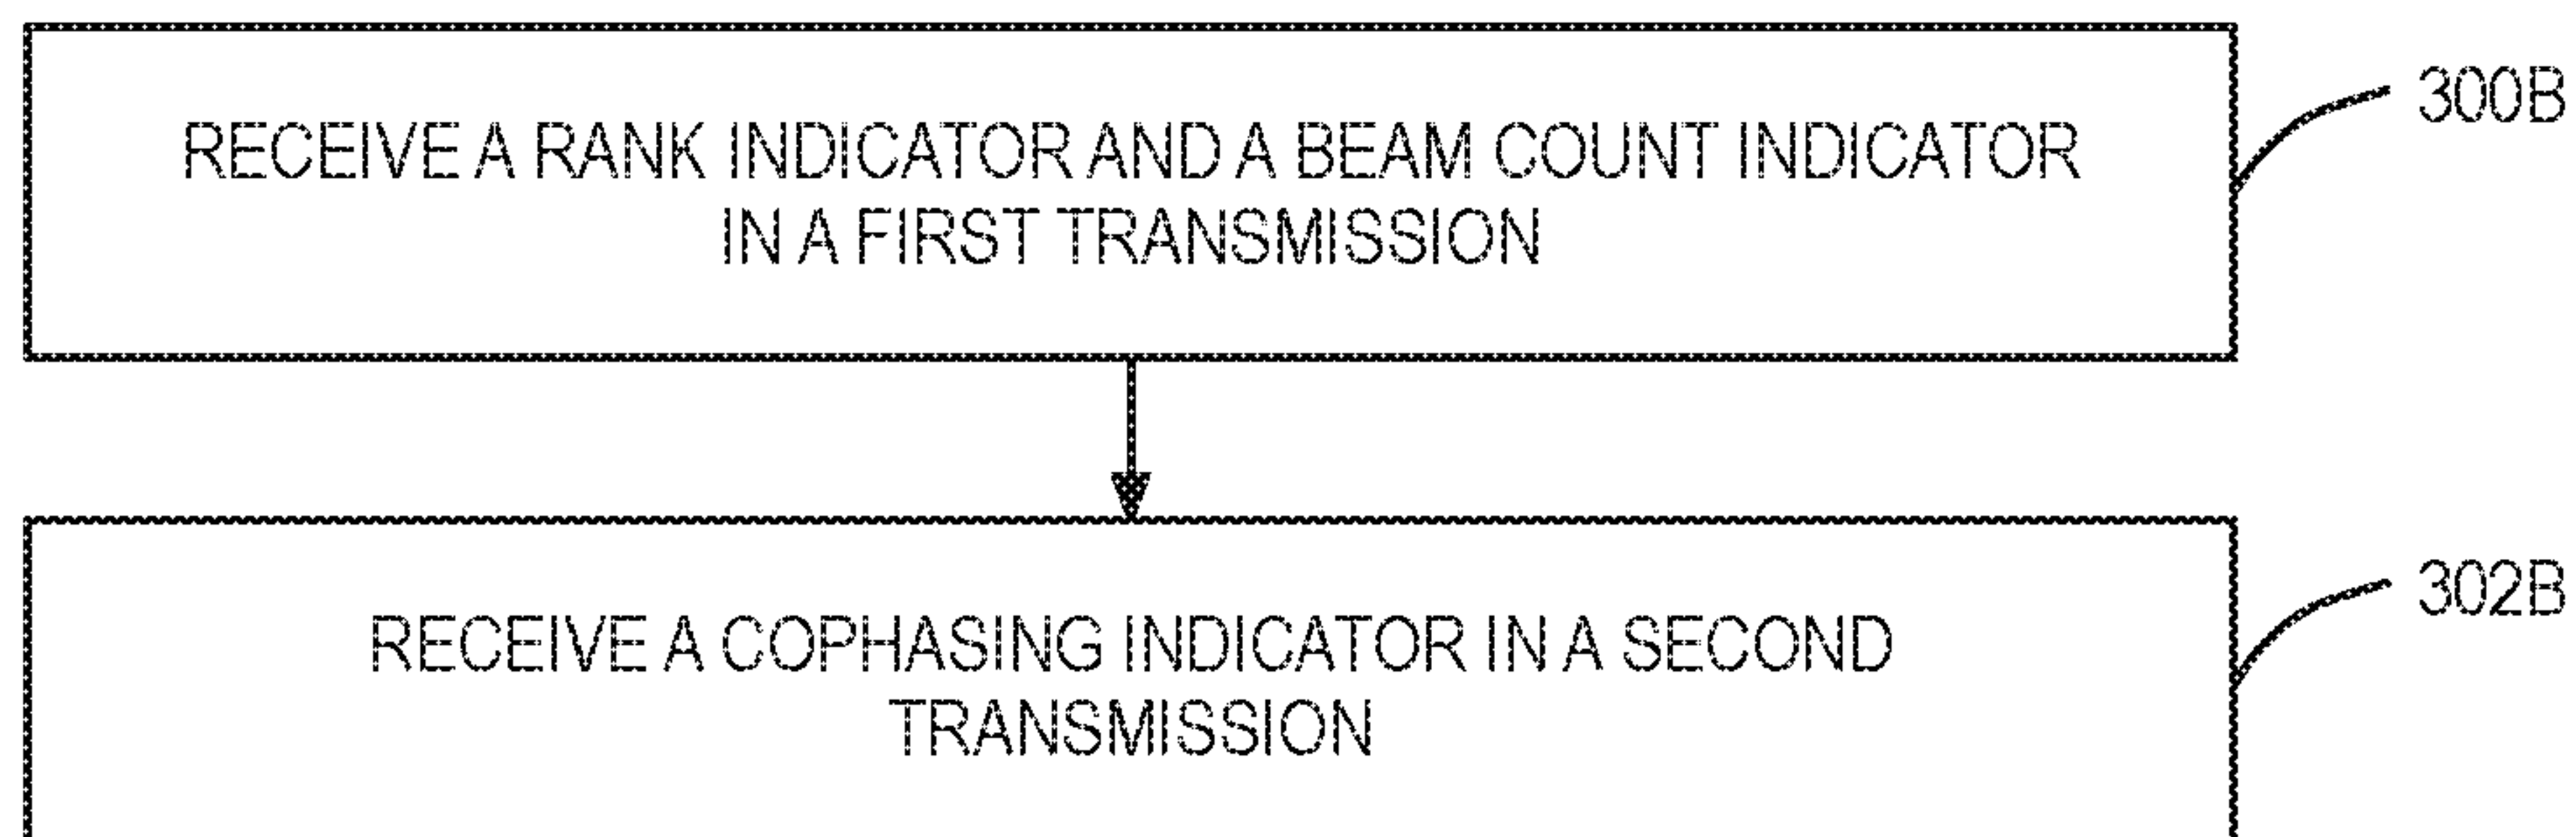 RECEIVE A RANK INDICATOR AND A BEAM COUNT INDICATOR
IN A FIRST TRANSMISSION
300B
RECEIVE A COPHASING INDICATOR IN A SECOND
TRANSMISSION
302B